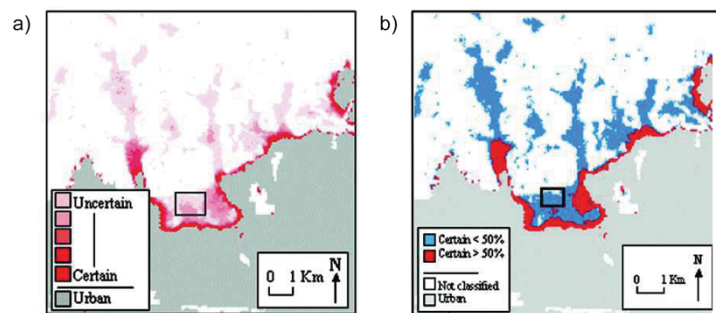 a)
Uncertain
Certain
Urban
0 1 Km
N
b)
Certain < 50%
Certain > 50%
Not classified
Urban
0 1 Km
N